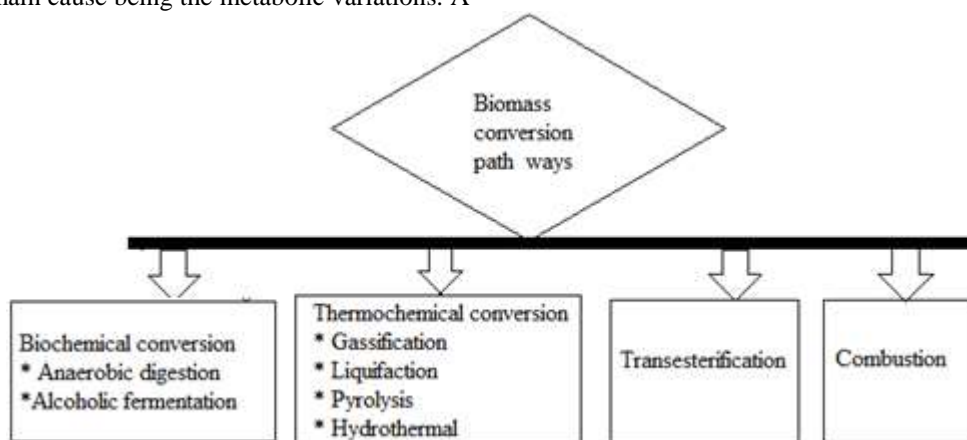 main cause being the metabolic variations. A
Biomass
conversion
path ways
Biochemical conversion
* Anaerobic digestion
*Alcoholic fermentation
Thermochemical conversion
* Gassification
* Liquifaction
* Pyrolysis
* Hydrothermal
Transesterification
Combustion